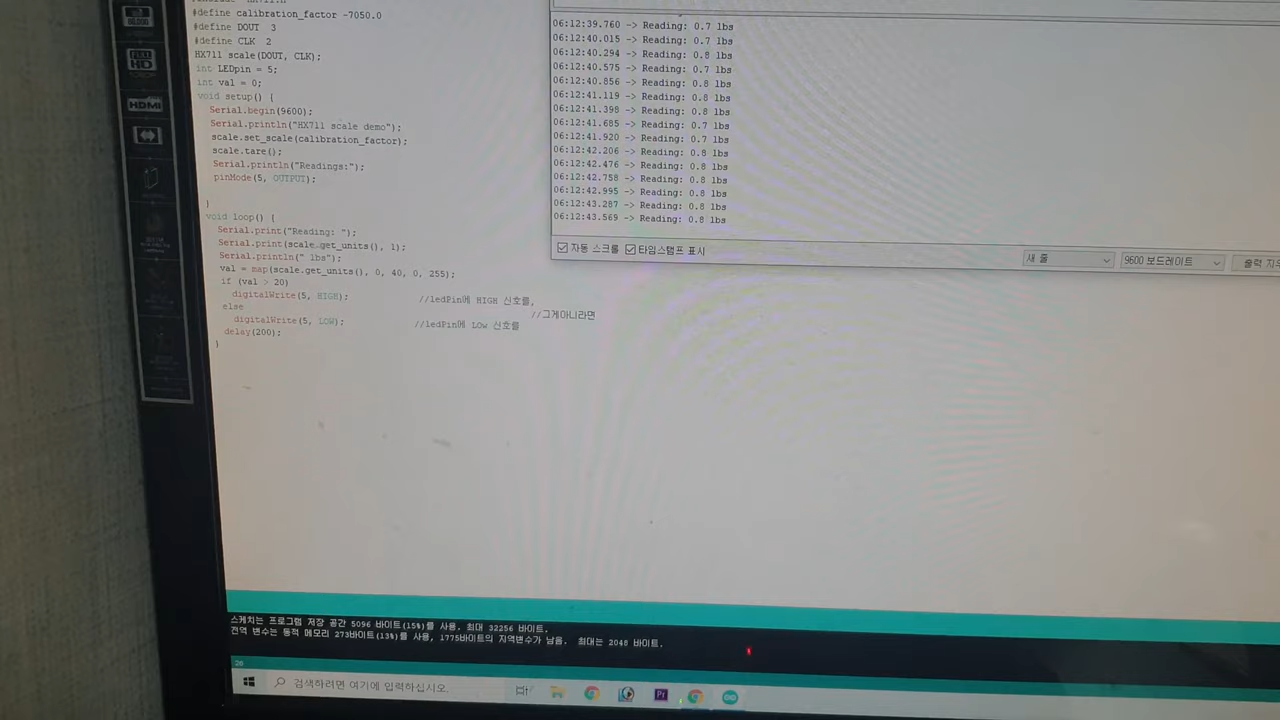 #define calibration_factor -7050.0
#define DOUT 3
#define CLK 2
HX711 scale(DOUT, CLK);
int LEDpin = 5;
int val = 0;
void setup() {
Serial.begin(9600);
Serial.println("HX711 scale demo");
scale.set_scale(calibration_factor);
scale.tare();
Serial.println("Readings:");
pinMode(5, OUTPUT);
}
void loop() {
Serial.print("Reading: ");
Serial.print(scale.get_units(), 1);
Serial.println(" lbs");
val = map(scale.get_units(), 0, 40, 0, 255);
if (val > 20)
digitalWrite(5, HIGH); //ledPin에 HIGH 신호를,
else //그게아니라면
digitalWrite(5, LOW); //ledPin에 LOW 신호를
delay(200);
}
06:12:39.760 -> Reading: 0.7 lbs
06:12:40.015 -> Reading: 0.7 lbs
06:12:40.294 -> Reading: 0.8 lbs
06:12:40.575 -> Reading: 0.7 lbs
06:12:40.856 -> Reading: 0.8 lbs
06:12:41.119 -> Reading: 0.8 lbs
06:12:41.398 -> Reading: 0.8 lbs
06:12:41.685 -> Reading: 0.7 lbs
06:12:41.920 -> Reading: 0.7 lbs
06:12:42.206 -> Reading: 0.8 lbs
06:12:42.476 -> Reading: 0.8 lbs
06:12:42.758 -> Reading: 0.8 lbs
06:12:42.995 -> Reading: 0.8 lbs
06:12:43.287 -> Reading: 0.8 lbs
06:12:43.569 -> Reading: 0.8 lbs
자동 스크롤 타임스탬프 표시 새 줄 9600 보드레이트 출력 지우
스케치는 프로그램 저장 공간 5096 바이트(15%)를 사용. 최대 32256 바이트.
전역 변수는 동적 메모리 273바이트(13%)를 사용, 1775바이트의 지역변수가 남음. 최대는 2048 바이트.
26
검색하려면 여기에 입력하십시오.
Pr
FULL HD
HDMI